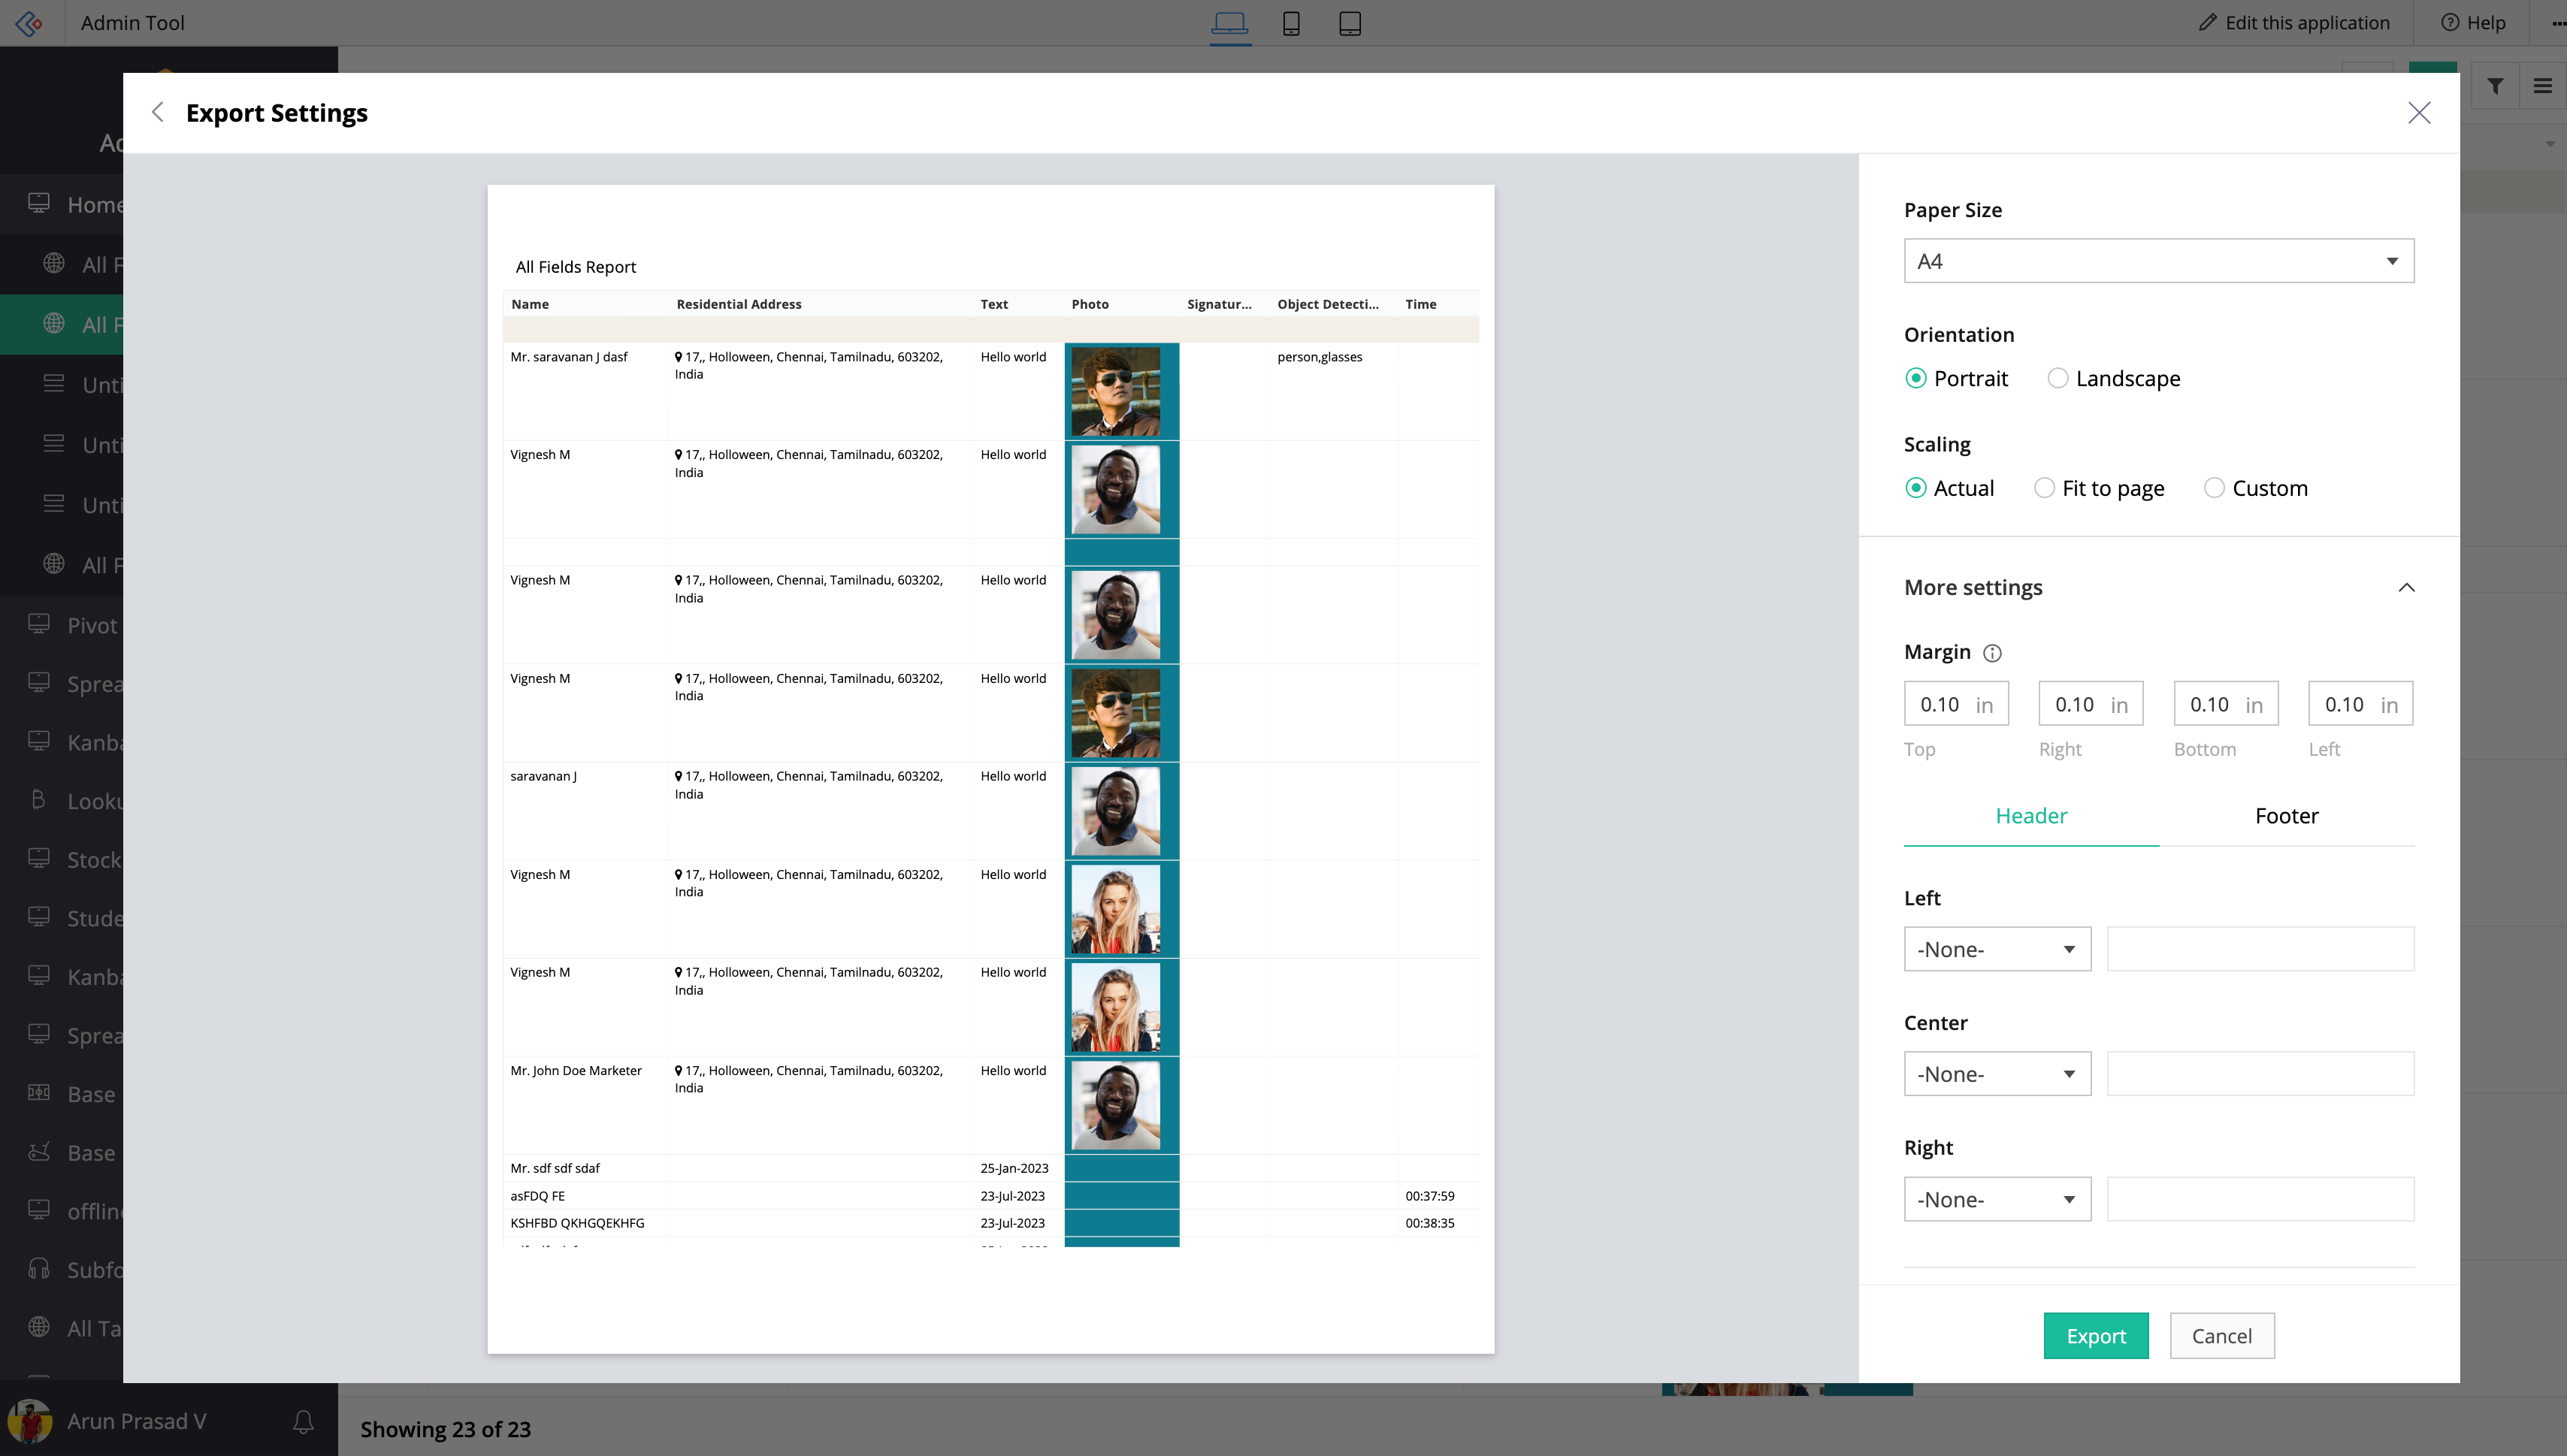 Admin Tool
Edit this application
Help
Export Settings
Home
All F
All F
Unti
Unti
Unti
All F
Pivot
Sprea
Kanba
Looku
Stock
Stude
Kanba
Sprea
Base
Base
offline
Subfo
All Ta
Arun Prasad V
All Fields Report
Name Residential Address Text Photo Signatur... Object Detecti... Time
Mr. saravanan J dasf 17,, Holloween, Chennai, Tamilnadu, 603202, Hello world person,glasses
India
Vignesh M 17,, Holloween, Chennai, Tamilnadu, 603202, Hello world
India
Vignesh M 17,, Holloween, Chennai, Tamilnadu, 603202, Hello world
India
Vignesh M 17,, Holloween, Chennai, Tamilnadu, 603202, Hello world
India
saravanan J 17,, Holloween, Chennai, Tamilnadu, 603202, Hello world
India
Vignesh M 17,, Holloween, Chennai, Tamilnadu, 603202, Hello world
India
Vignesh M 17,, Holloween, Chennai, Tamilnadu, 603202, Hello world
India
Mr. John Doe Marketer 17,, Holloween, Chennai, Tamilnadu, 603202, Hello world
India
Mr. sdf sdf sdaf 25-Jan-2023
asFDQ FE 23-Jul-2023 00:37:59
KSHFBD QKHGQEKHFG 23-Jul-2023 00:38:35
Paper Size
A4
Orientation
Portrait Landscape
Scaling
Actual Fit to page Custom
More settings
Margin
0.10 in 0.10 in 0.10 in 0.10 in
Top Right Bottom Left
Header Footer
Left
-None-
Center
-None-
Right
-None-
Export Cancel
Showing 23 of 23